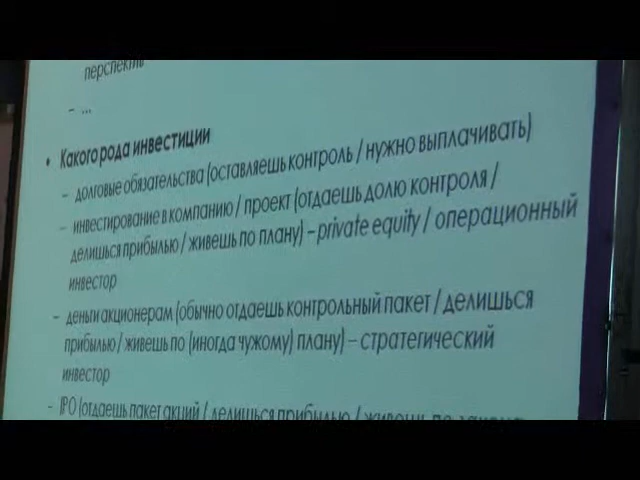 перспектив
– ...
• Какого рода инвестиции
– долговые обязательства (оставляешь контроль / нужно выплачивать)
– инвестирование в компанию / проект (отдаешь долю контроля /
делишься прибылью / живешь по плану) – private equity / операционный
инвестор
– деньги акционерам (обычно отдаешь контрольный пакет / делишься
прибылью / живешь по (иногда чужому) плану) – стратегический
инвестор
– IPO (отдаешь пакет акций / делишься прибылью / живешь по